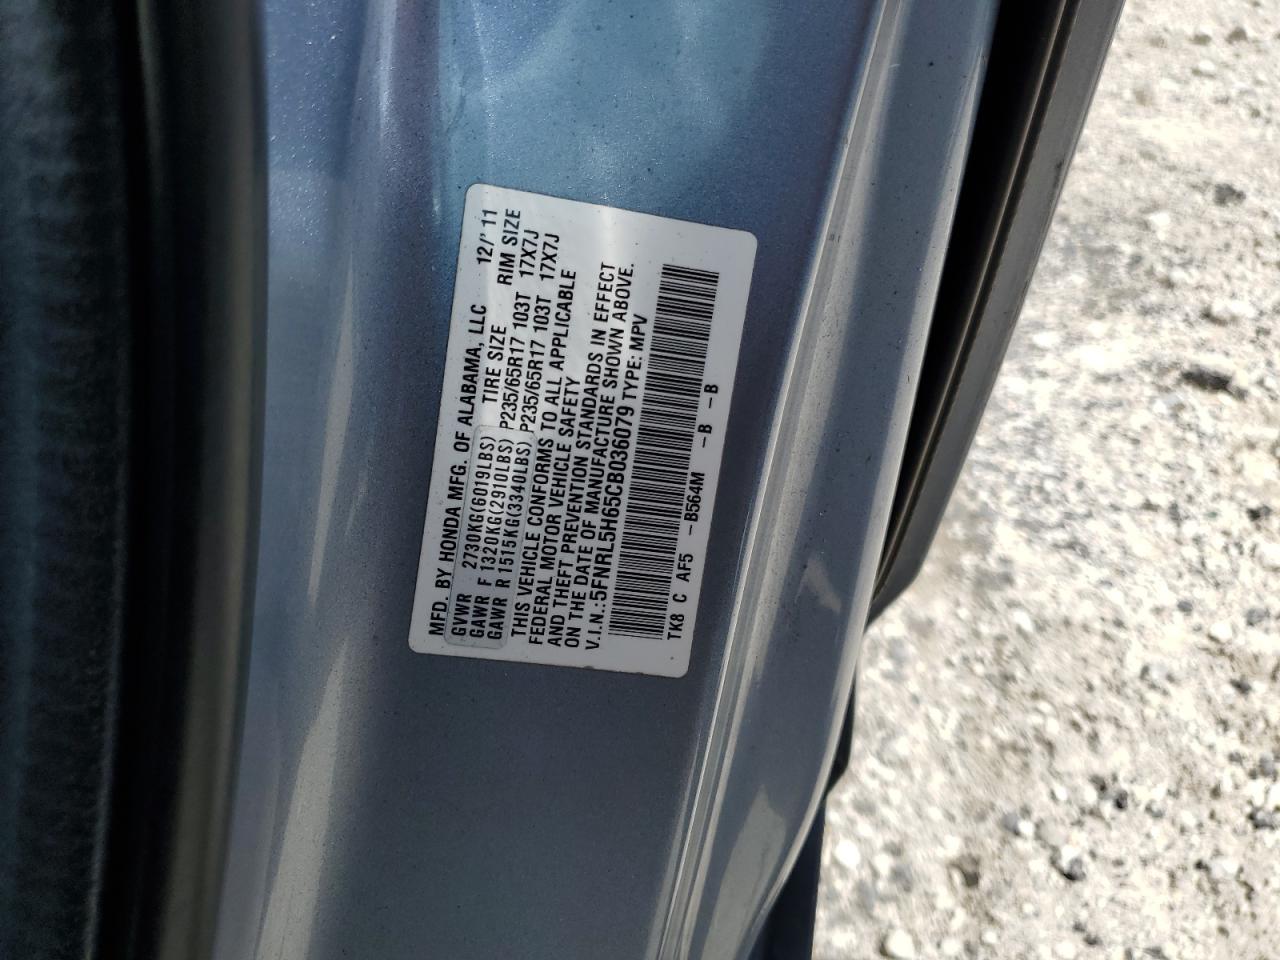 MFD. BY HONDA MFG. OF ALABAMA, LLC 12/'11
GVWR 2730KG(6019LBS) TIRE SIZE RIM SIZE
GAWR F 1320KG(2910LBS) P235/65R17 103T 17X7J
GAWR R 1515KG(3340LBS) P235/65R17 103T 17X7J
THIS VEHICLE CONFORMS TO ALL APPLICABLE
FEDERAL MOTOR VEHICLE SAFETY
AND THEFT PREVENTION STANDARDS IN EFFECT
ON THE DATE OF MANUFACTURE SHOWN ABOVE.
V.I.N.:5FNRL5H65CB036079 TYPE: MPV
TK8 C AF5 -B564M -B -B